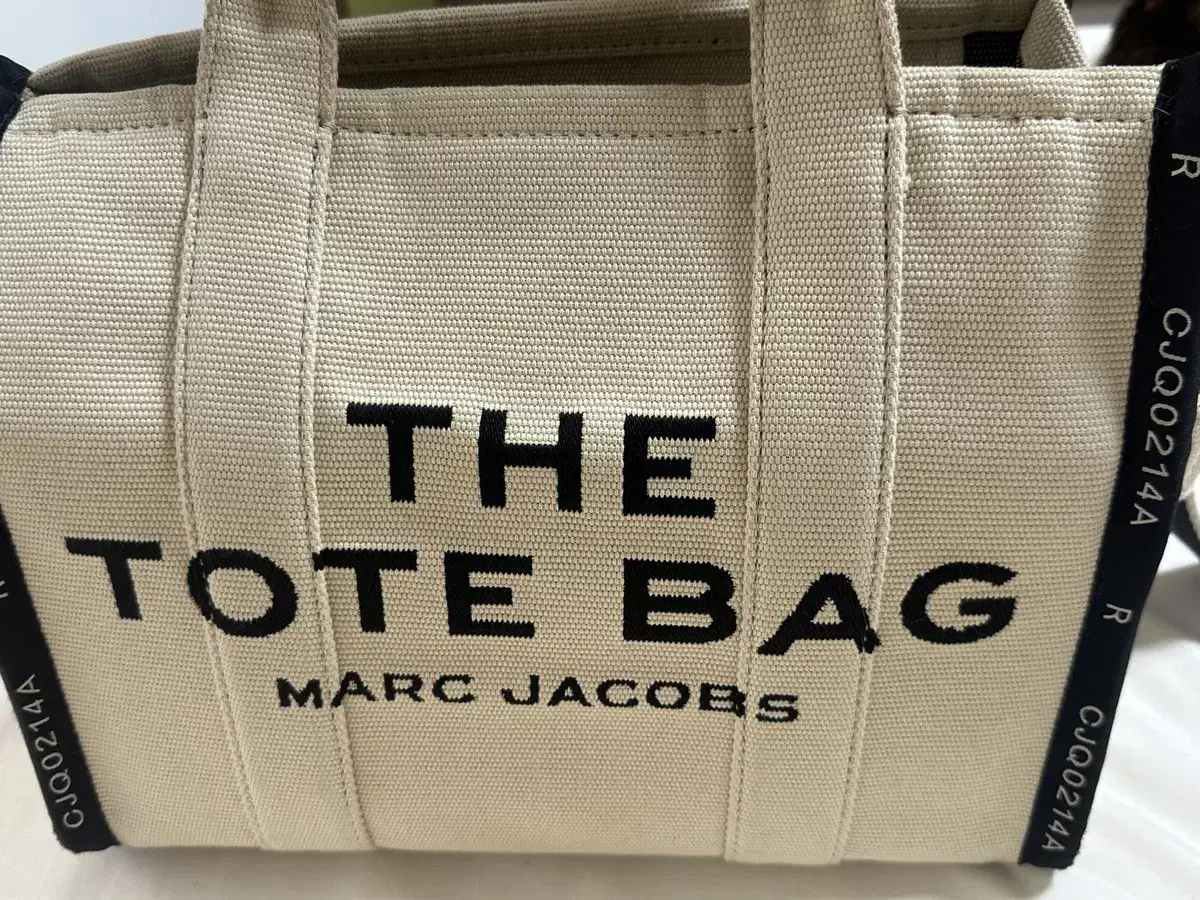 THE
TOTE BAG
MARC JACOBS
R
CJQ0214A
R
CJQ0214A
CJQ0214A